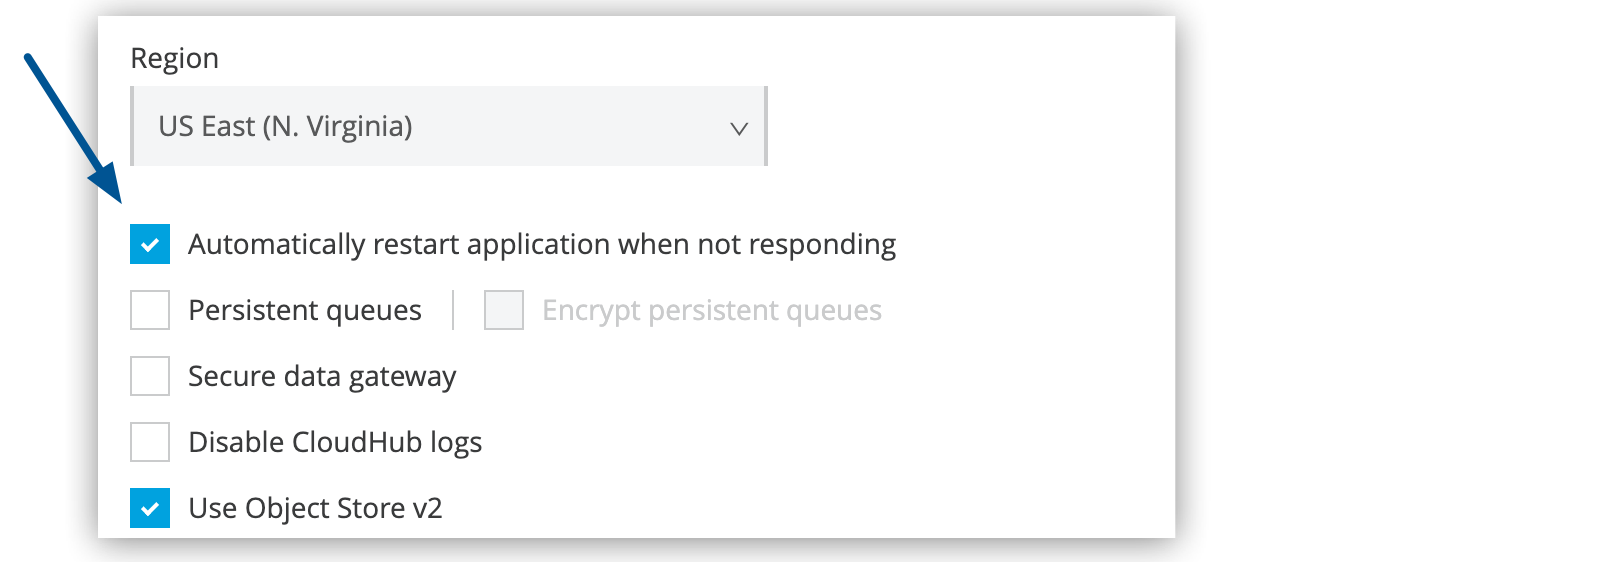 Region
US East (N. Virginia)
Automatically restart application when not responding
Persistent queues Encrypt persistent queues
Secure data gateway
Disable CloudHub logs
Use Object Store v2